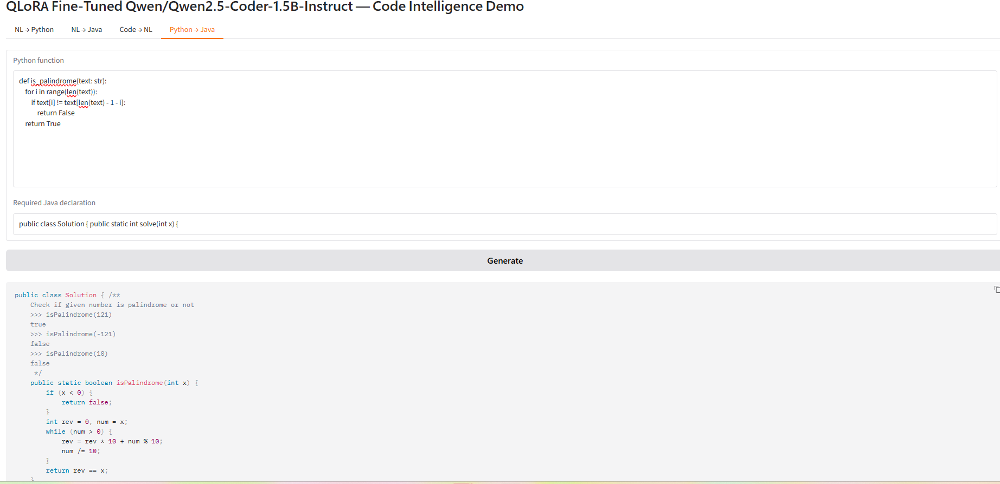 QLoRA Fine-Tuned Qwen/Qwen2.5-Coder-1.5B-Instruct — Code Intelligence Demo
NL → Python NL → Java Code → NL Python → Java
Python function
def is_palindrome(text: str):
    for i in range(len(text)):
        if text[i] != text[len(text) - 1 - i]:
            return False
    return True
Required Java declaration
public class Solution { public static int solve(int x) {
Generate
public class Solution { /**
    Check if given number is palindrome or not
    >>> isPalindrome(121)
    true
    >>> isPalindrome(-121)
    false
    >>> isPalindrome(10)
    false
     */
    public static boolean isPalindrome(int x) {
        if (x < 0) {
            return false;
        }
        int rev = 0, num = x;
        while (num > 0) {
            rev = rev * 10 + num % 10;
            num /= 10;
        }
        return rev == x;
    }